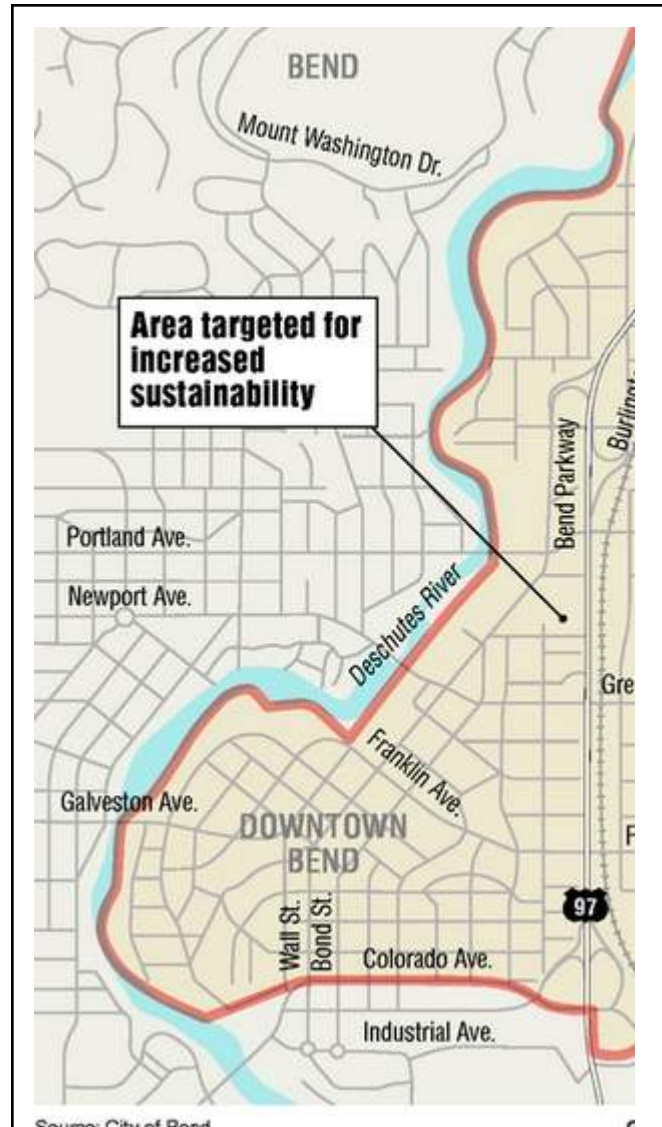 BEND
Mount Washington Dr.
Area targeted for
increased
sustainability
Bend Parkway
Portland Ave.
Newport Ave.
Deschutes River
Franklin Ave.
Galveston Ave.
DOWNTOWN
BEND
97
Wall St.
Bond St.
Colorado Ave.
Industrial Ave.